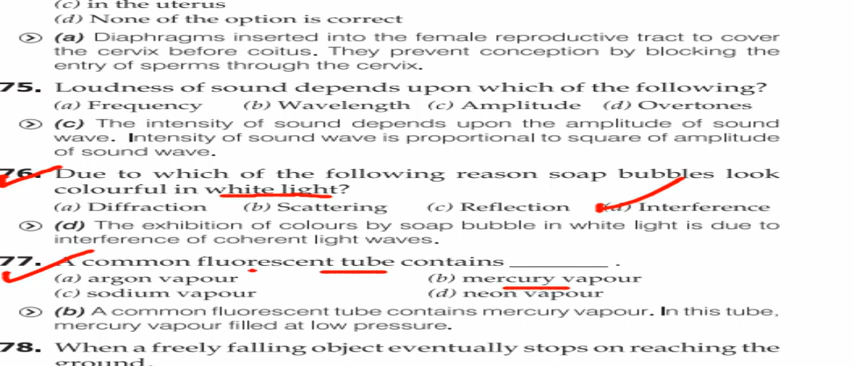 (c) in the uterus
(d) None of the option is correct
(a) Diaphragms inserted into the female reproductive tract to cover
the cervix before coitus. They prevent conception by blocking the
entry of sperms through the cervix.
75. Loudness of sound depends upon which of the following?
(a) Frequency (b) Wavelength (c) Amplitude (d) Overtones
(c) The intensity of sound depends upon the amplitude of sound
wave. Intensity of sound wave is proportional to square of amplitude
of sound wave.
76. Due to which of the following reason soap bubbles look
colourful in white light?
(a) Diffraction (b) Scattering (c) Reflection (d) Interference
(d) The exhibition of colours by soap bubble in white light is due to
interference of coherent light waves.
77. A common fluorescent tube contains ________ .
(a) argon vapour (b) mercury vapour
(c) sodium vapour (d) neon vapour
(b) A common fluorescent tube contains mercury vapour. In this tube,
mercury vapour filled at low pressure.
78. When a freely falling object eventually stops on reaching the
ground,